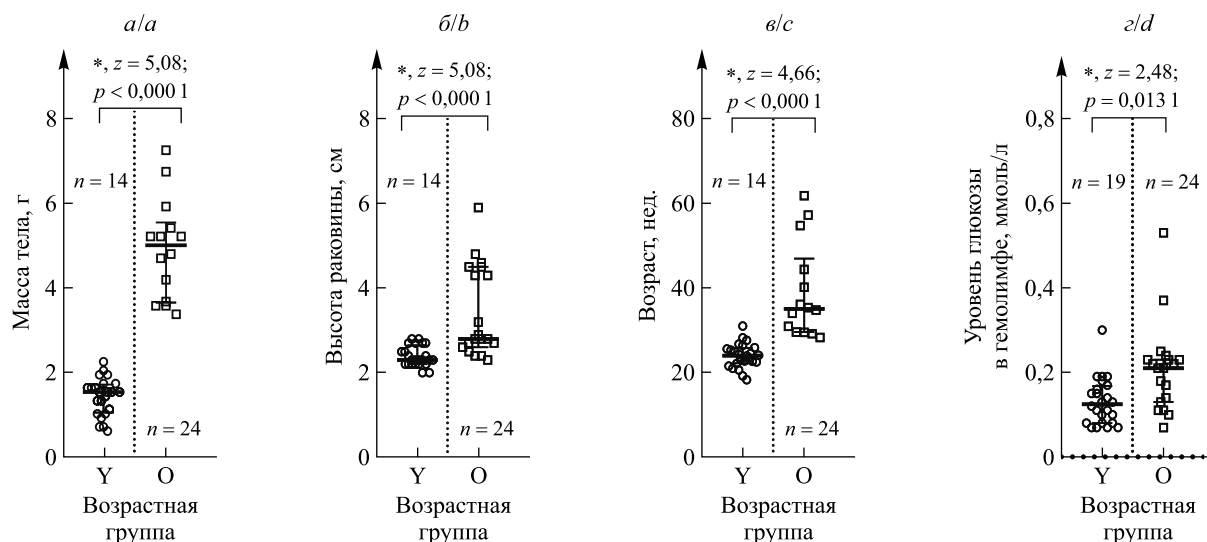 а/a
*, z = 5,08;
p < 0,000 1
Масса тела, г
8
6
4
2
0
n = 14
n = 24
Y
O
Возрастная
группа
б/b
*, z = 5,08;
p < 0,000 1
Высота раковины, см
8
6
4
2
0
n = 14
n = 24
Y
O
Возрастная
группа
в/c
*, z = 4,66;
p < 0,000 1
Возраст, нед.
80
60
40
20
0
n = 14
n = 24
Y
O
Возрастная
группа
г/d
*, z = 2,48;
p = 0,013 1
Уровень глюкозы
в гемолимфе, ммоль/л
0,8
0,6
0,4
0,2
0
n = 19
n = 24
Y
O
Возрастная
группа